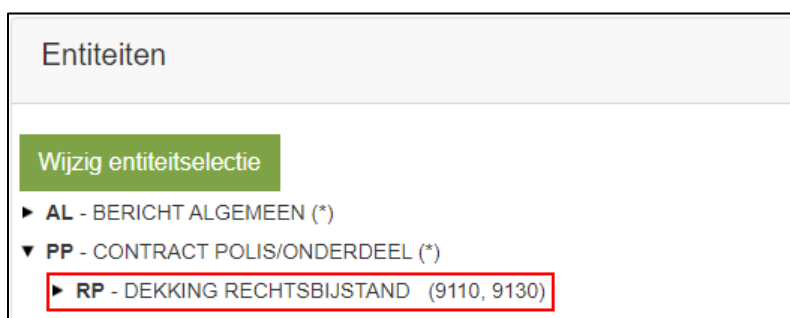 Entiteiten
Wijzig entiteitselectie
► AL - BERICHT ALGEMEEN (*)
▼ PP - CONTRACT POLIS/ONDERDEEL (*)
► RP - DEKKING RECHTSBIJSTAND (9110, 9130)